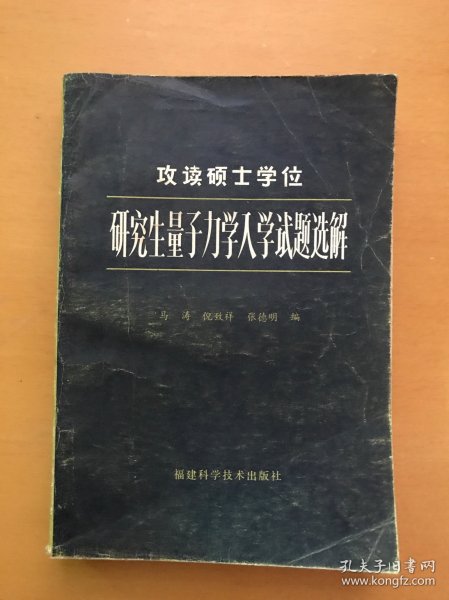 攻读硕士学位
研究生量子力学入学试题选解
马涛 倪致祥 张德明 编
福建科学技术出版社
孔夫子旧书网
www.kongfz.com